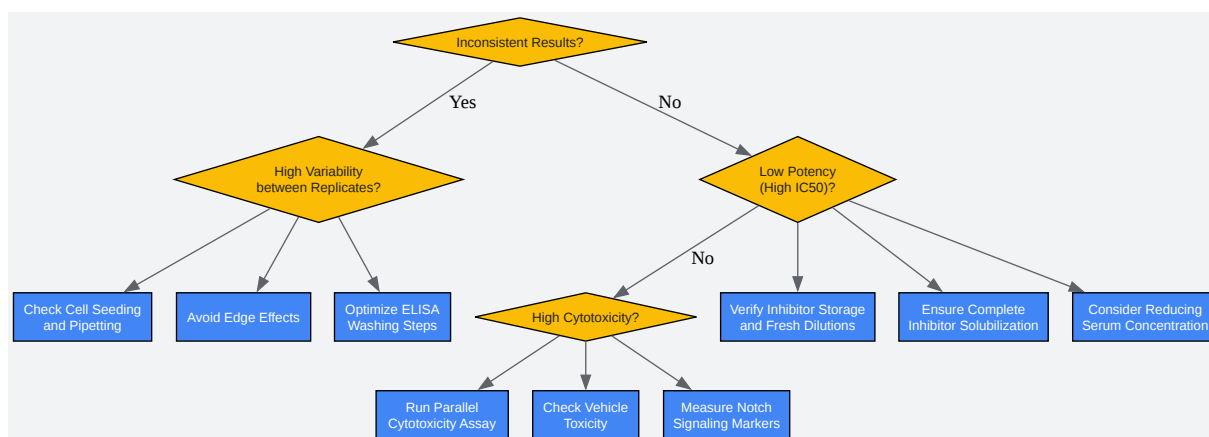 Inconsistent Results?
Yes
No
High Variability
between Replicates?
Low Potency
(High IC50)?
No
Check Cell Seeding
and Pipetting
Avoid Edge Effects
Optimize ELISA
Washing Steps
High Cytotoxicity?
Verify Inhibitor Storage
and Fresh Dilutions
Ensure Complete
Inhibitor Solubilization
Consider Reducing
Serum Concentration
Run Parallel
Cytotoxicity Assay
Check Vehicle
Toxicity
Measure Notch
Signaling Markers